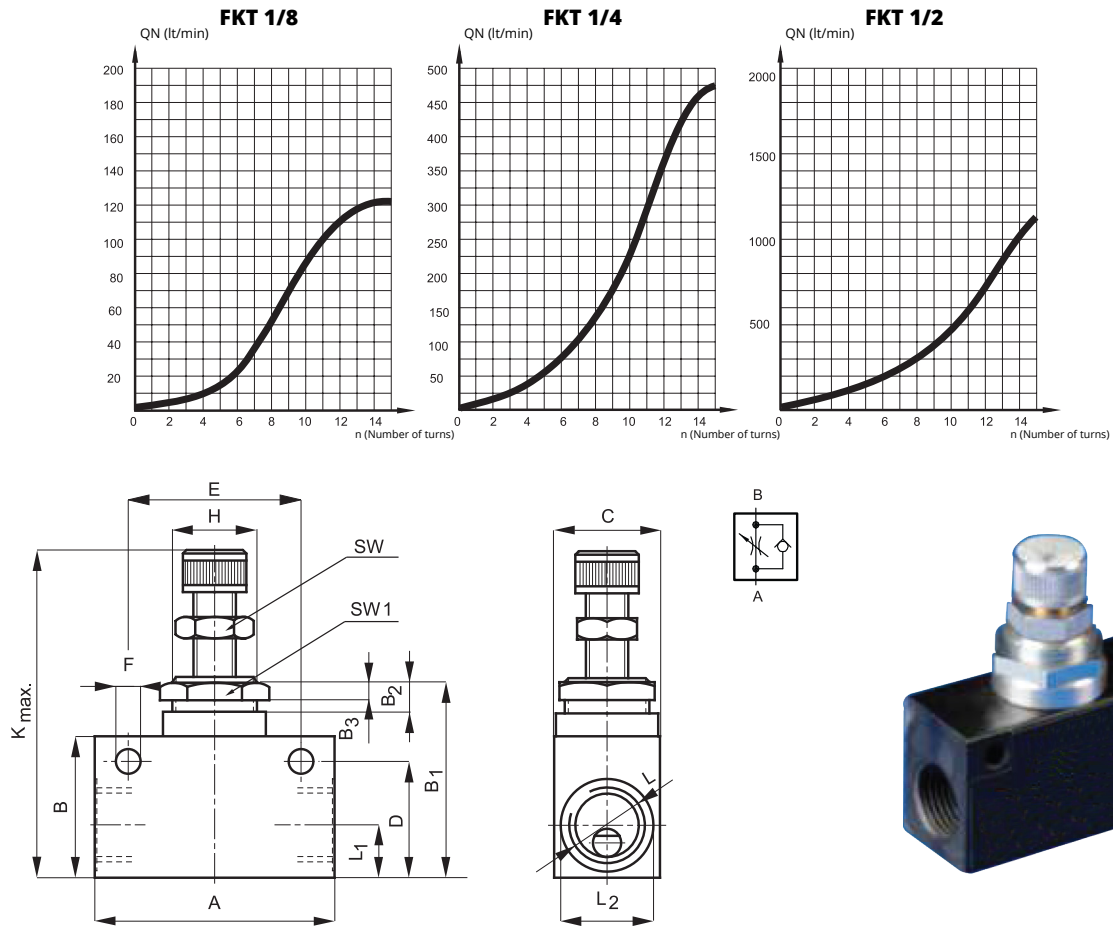 FKT 1/8
QN (lt/min)
200
180
160
140
120
100
80
60
40
20
0 2 4 6 8 10 12 14
n (Number of turns)
FKT 1/4
QN (lt/min)
500
450
400
350
300
250
200
150
100
50
0 2 4 6 8 10 12 14
n (Number of turns)
FKT 1/2
QN (lt/min)
2000
1500
1000
500
0 2 4 6 8 10 12 14
n (Number of turns)
E
H
SW
SW1
F
K max.
B2
B3
B1
B
D
L1
A
C
L
L2
B
A